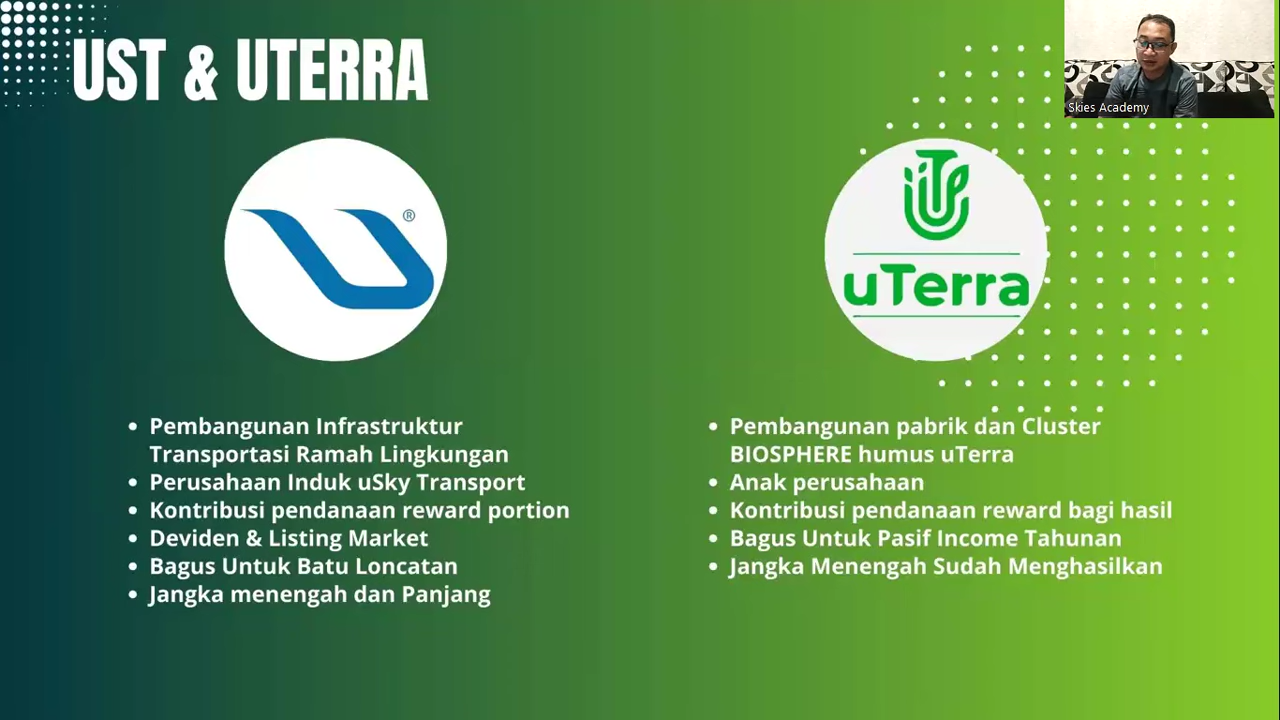 UST & UTERRA
Skies Academy
®
uTerra
Pembangunan Infrastruktur
Transportasi Ramah Lingkungan
Perusahaan Induk uSky Transport
Kontribusi pendanaan reward portion
Deviden & Listing Market
Bagus Untuk Batu Loncatan
Jangka menengah dan Panjang
Pembangunan pabrik dan Cluster
BIOSPHERE humus uTerra
Anak perusahaan
Kontribusi pendanaan reward bagi hasil
Bagus Untuk Pasif Income Tahunan
Jangka Menengah Sudah Menghasilkan